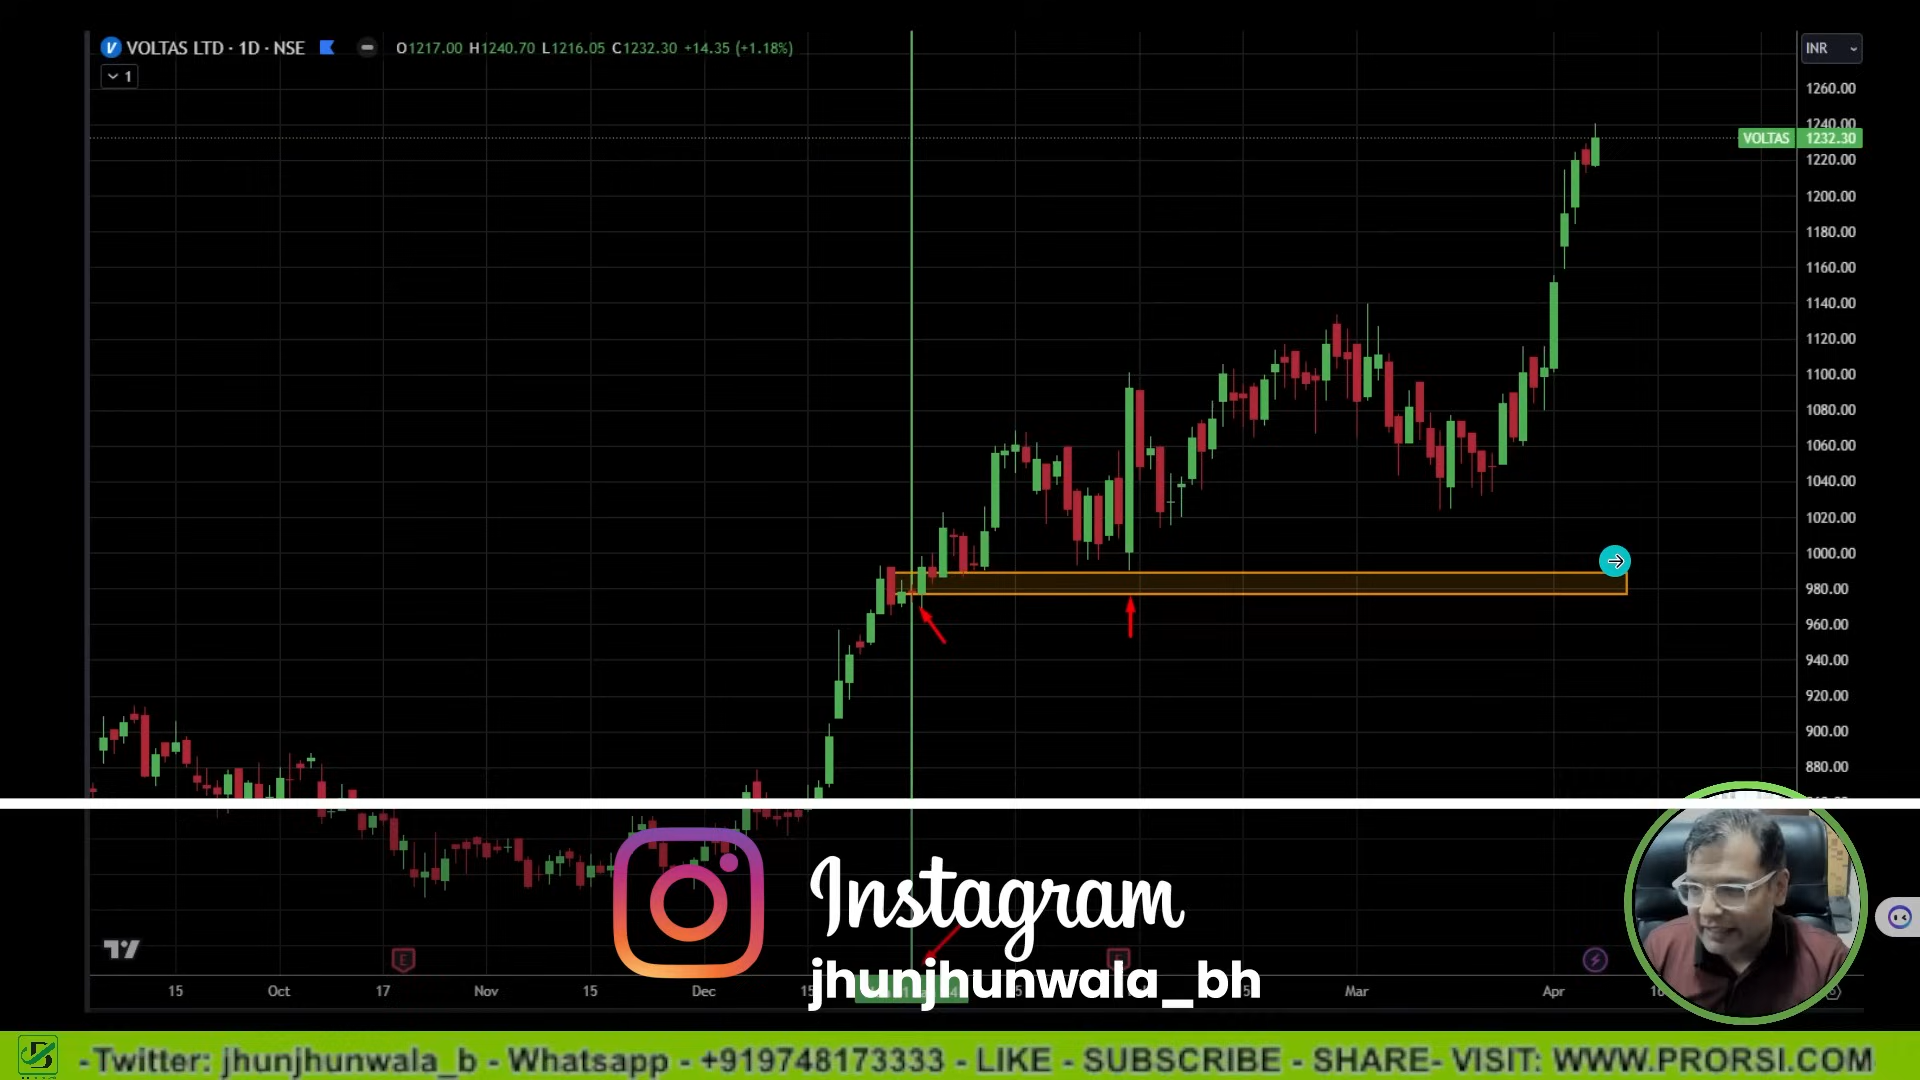 VOLTAS LTD · 1D · NSE O1217.00 H1240.70 L1216.05 C1232.30 +14.35 (+1.18%)
1
INR
1260.00
1240.00
VOLTAS 1232.30
1220.00
1200.00
1180.00
1160.00
1140.00
1120.00
1100.00
1080.00
1060.00
1040.00
1020.00
1000.00
980.00
960.00
940.00
920.00
900.00
880.00
E
Instagram
jhunjhunwala_bh
15 Oct 17 Nov 15 Dec Mar Apr
-Twitter: jhunjhunwala_b - Whatsapp - +919748173333 - LIKE - SUBSCRIBE - SHARE- VISIT: WWW.PRORSI.COM